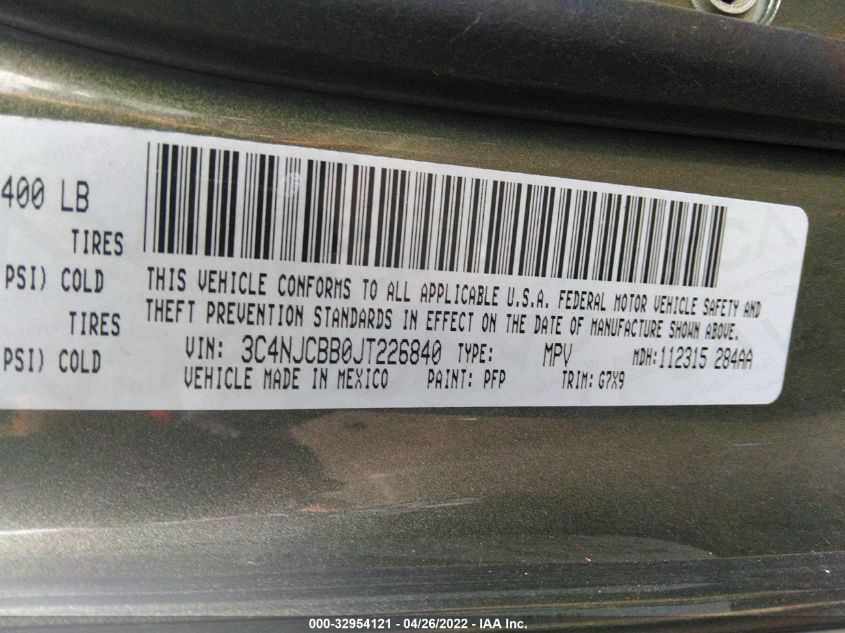 400 LB
TIRES
PSI) COLD
TIRES
PSI) COLD
THIS VEHICLE CONFORMS TO ALL APPLICABLE U.S.A. FEDERAL MOTOR VEHICLE SAFETY AND
THEFT PREVENTION STANDARDS IN EFFECT ON THE DATE OF MANUFACTURE SHOWN ABOVE.
VIN: 3C4NJCBB0JT226840 TYPE: MPV MDH:112315 284AA
VEHICLE MADE IN MEXICO PAINT: PFP TRIM: G7X9
000-32954121 - 04/26/2022 - IAA Inc.